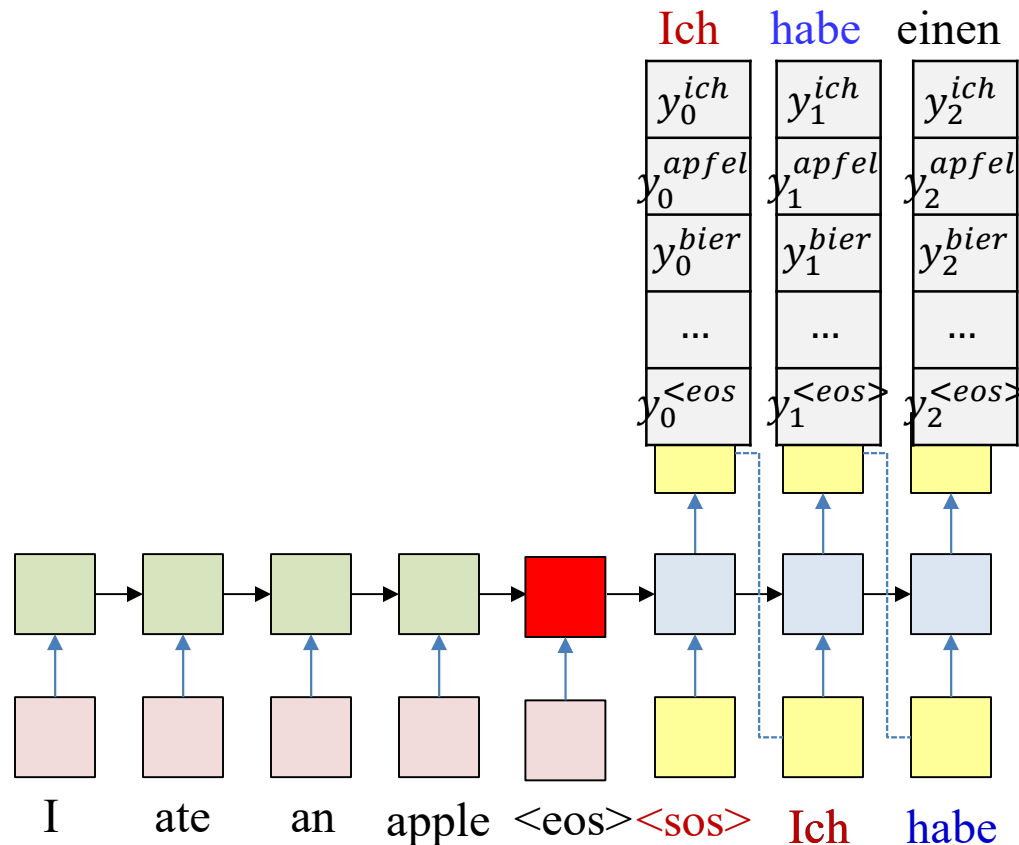 Ich habe einen
y_0^{ich} y_1^{ich} y_2^{ich}
y_0^{apfel} y_1^{apfel} y_2^{apfel}
y_0^{bier} y_1^{bier} y_2^{bier}
... ... ...
y_0^{<eos} y_1^{<eos>} y_2^{<eos>}
I ate an apple <eos> <sos> Ich habe